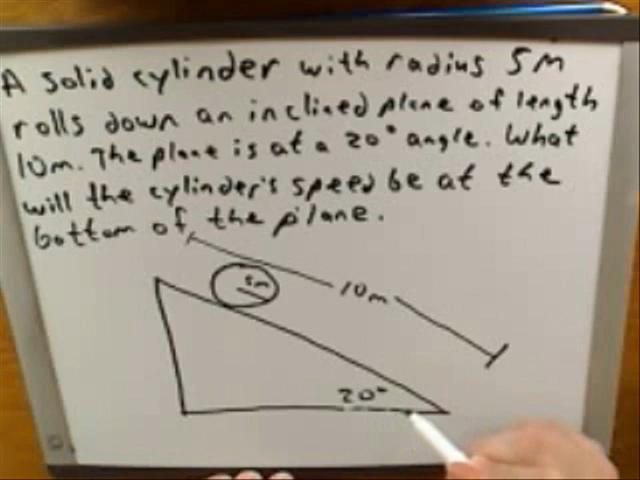 A solid cylinder with radius 5m
rolls down an inclined plane of length
10m. The plane is at a 20° angle. What
will the cylinder's speed be at the
bottom of the plane.
5m
10m
20°